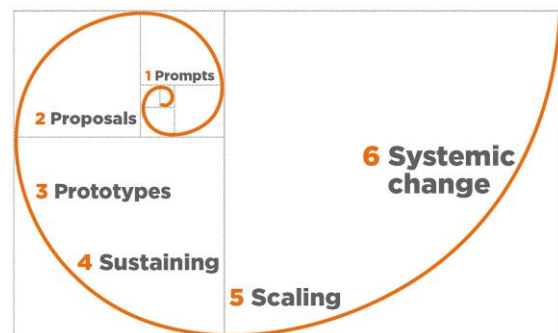 1 Prompts
2 Proposals
3 Prototypes
4 Sustaining
5 Scaling
6 Systemic
change